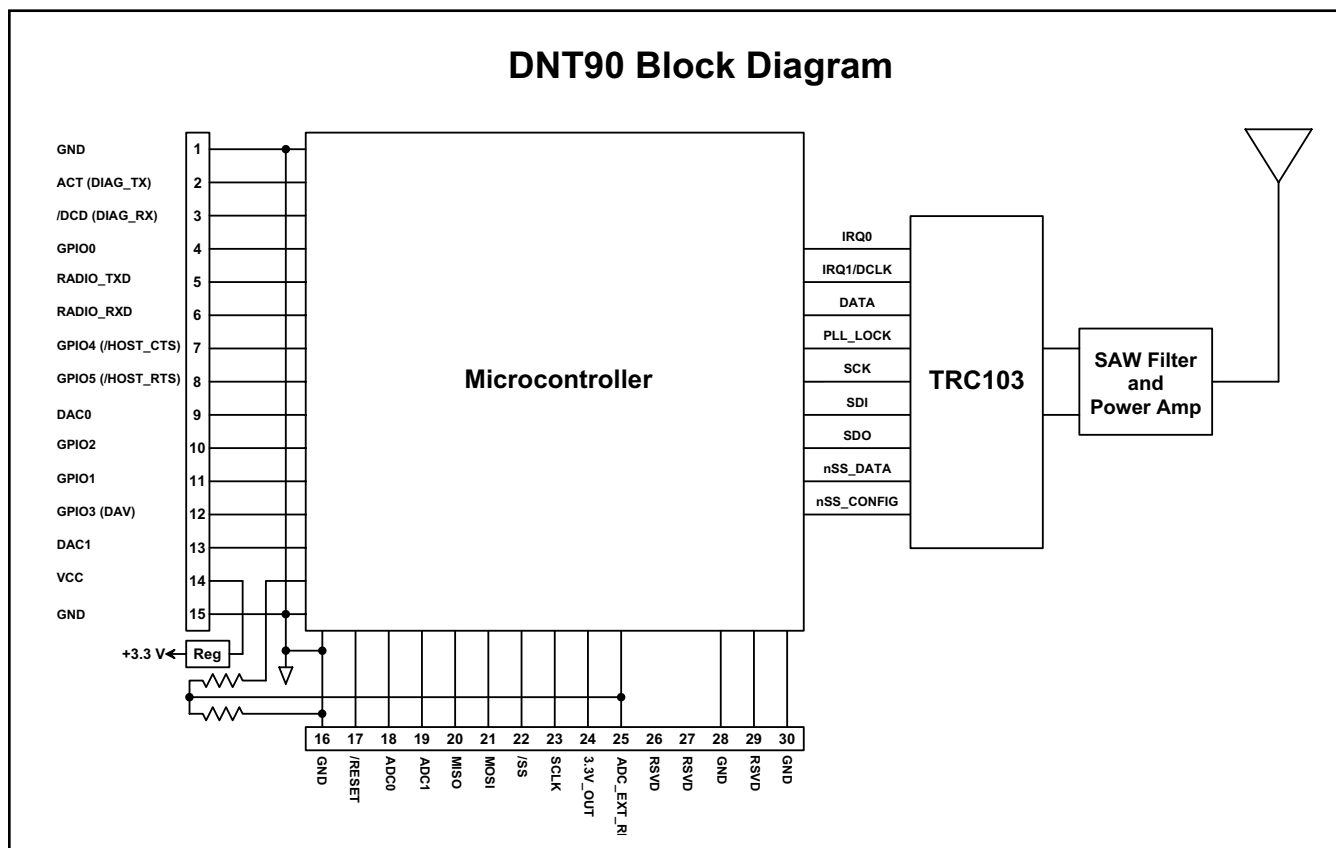 DNT90 Block Diagram
GND 1
ACT (DIAG_TX) 2
/DCD (DIAG_RX) 3
GPIO0 4
RADIO_TXD 5
RADIO_RXD 6
GPIO4 (/HOST_CTS) 7
GPIO5 (/HOST_RTS) 8
DAC0 9
GPIO2 10
GPIO1 11
GPIO3 (DAV) 12
DAC1 13
VCC 14
GND 15
+3.3 V
Reg
Microcontroller
IRQ0
IRQ1/DCLK
DATA
PLL_LOCK
SCK
SDI
SDO
nSS_DATA
nSS_CONFIG
TRC103
SAW Filter
and
Power Amp
16 17 18 19 20 21 22 23 24 25 26 27 28 29 30
GND
/RESET
ADC0
ADC1
MISO
MOSI
/SS
SCLK
3.3V_OUT
RSVD
RSVD
GND
RSVD
GND